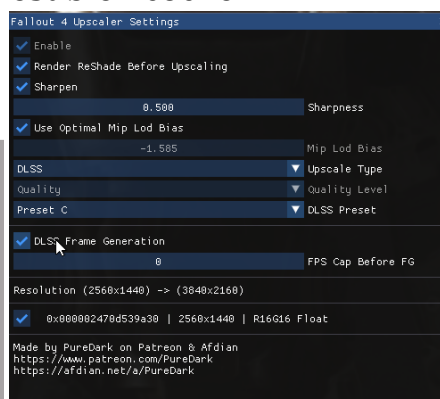 Fallout 4 Upscaler Settings
Enable
Render ReShade Before Upscaling
Sharpen
0.500 Sharpness
Use Optimal Mip Lod Bias
-1.585 Mip Lod Bias
DLSS Upscale Type
Quality Quality Level
Preset C DLSS Preset
DLSS Frame Generation
0 FPS Cap Before FG
Resolution (2560x1440) -> (3840x2160)
0x000002470d539a30 | 2560x1440 | R16G16 Float
Made by PureDark on Patreon & Afdian
https://www.patreon.com/PureDark
https://afdian.net/a/PureDark